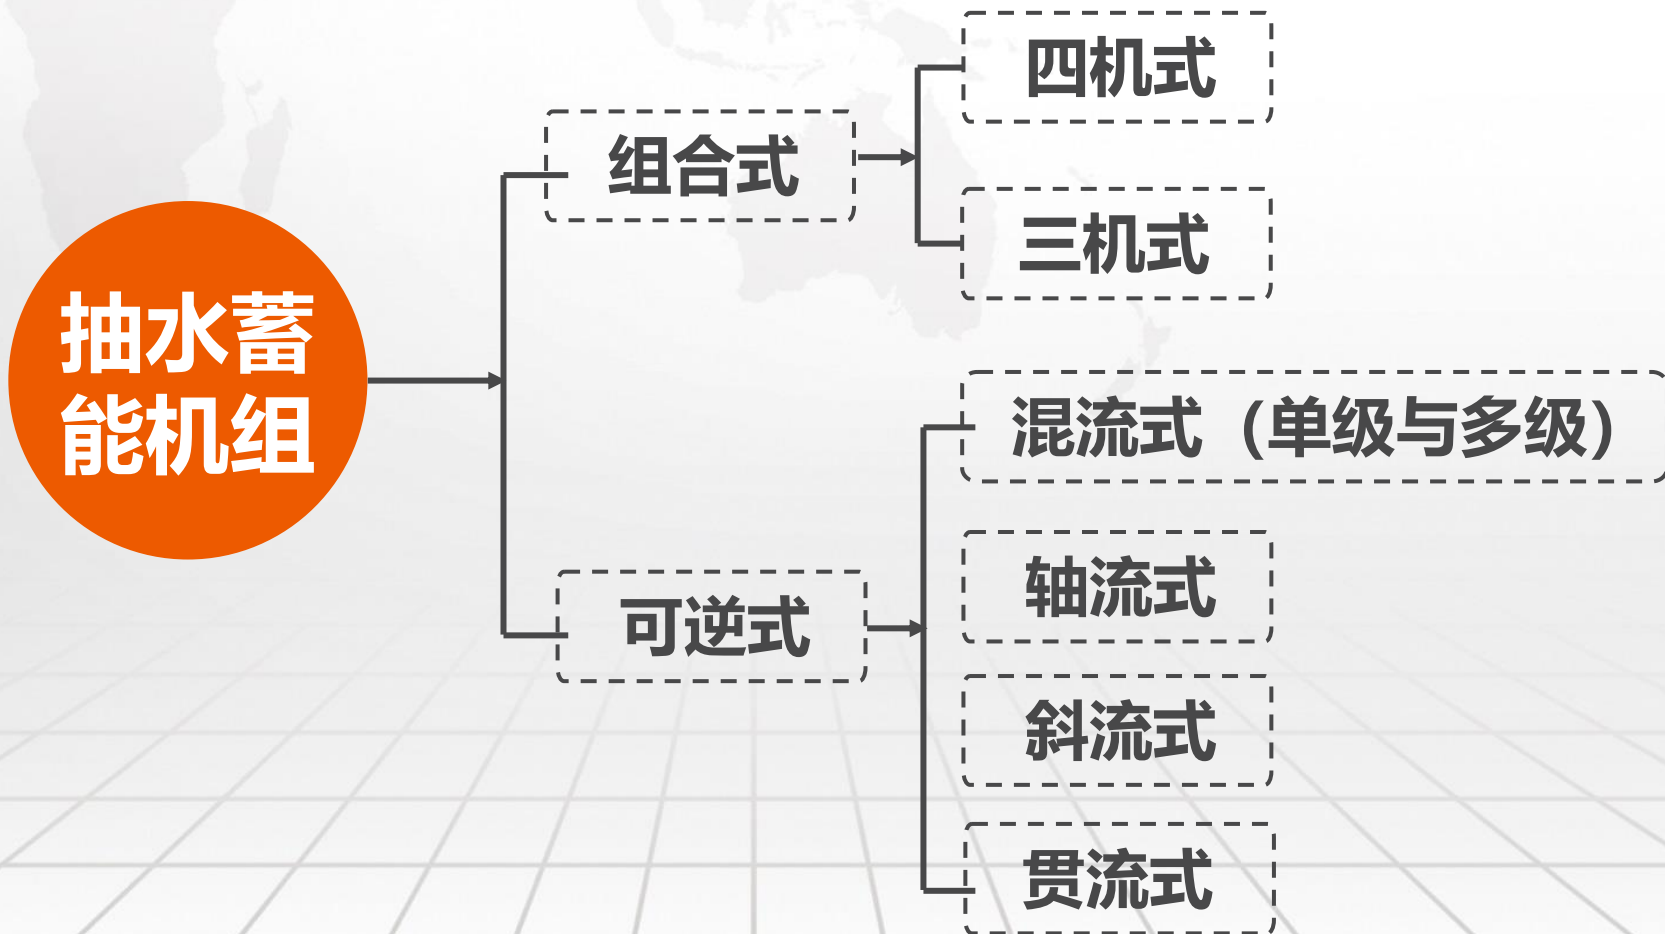 抽水蓄
能机组
组合式
四机式
三机式
可逆式
混流式（单级与多级）
轴流式
斜流式
贯流式